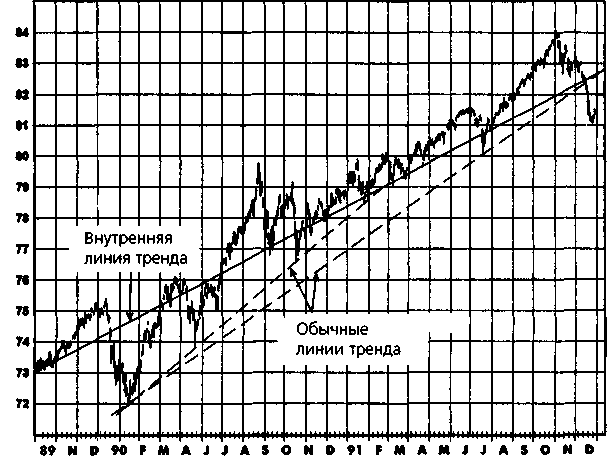 84
83
82
81
80
79
78
77
76
75
74
73
72
Внутренняя
линия тренда
Обычные
линии тренда
89 N D 90 F M A J J A S O N D 91 A M J J A S O N D